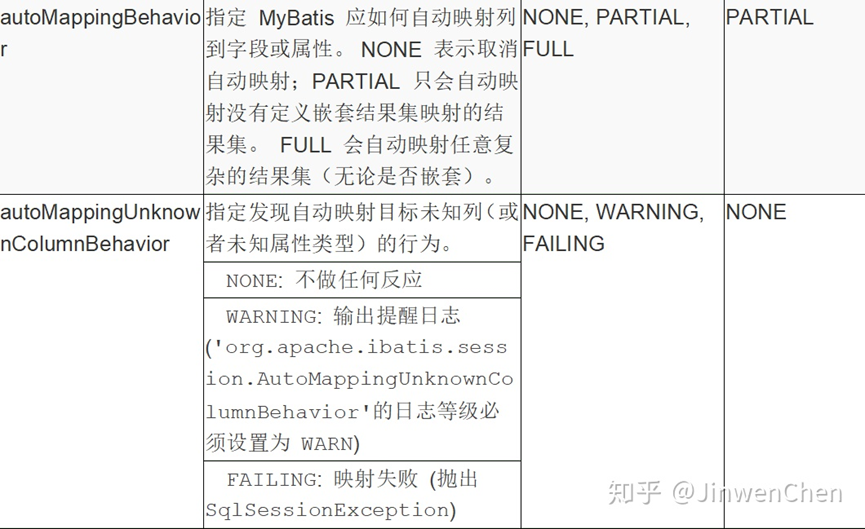 autoMappingBehavio
r
指定 MyBatis 应如何自动映射列
到字段或属性。 NONE 表示取消
自动映射；PARTIAL 只会自动映
射没有定义嵌套结果集映射的结
果集。 FULL 会自动映射任意复
杂的结果集（无论是否嵌套）。
NONE, PARTIAL,
FULL
PARTIAL
autoMappingUnknow
nColumnBehavior
指定发现自动映射目标未知列（或
者未知属性类型）的行为。
NONE: 不做任何反应
WARNING: 输出提醒日志
('org.apache.ibatis.sess
ion.AutoMappingUnknownCo
lumnBehavior'的日志等级必
须设置为 WARN)
FAILING: 映射失败 (抛出
SqlSessionException)
NONE, WARNING,
FAILING
NONE
知乎 @JinwenChen